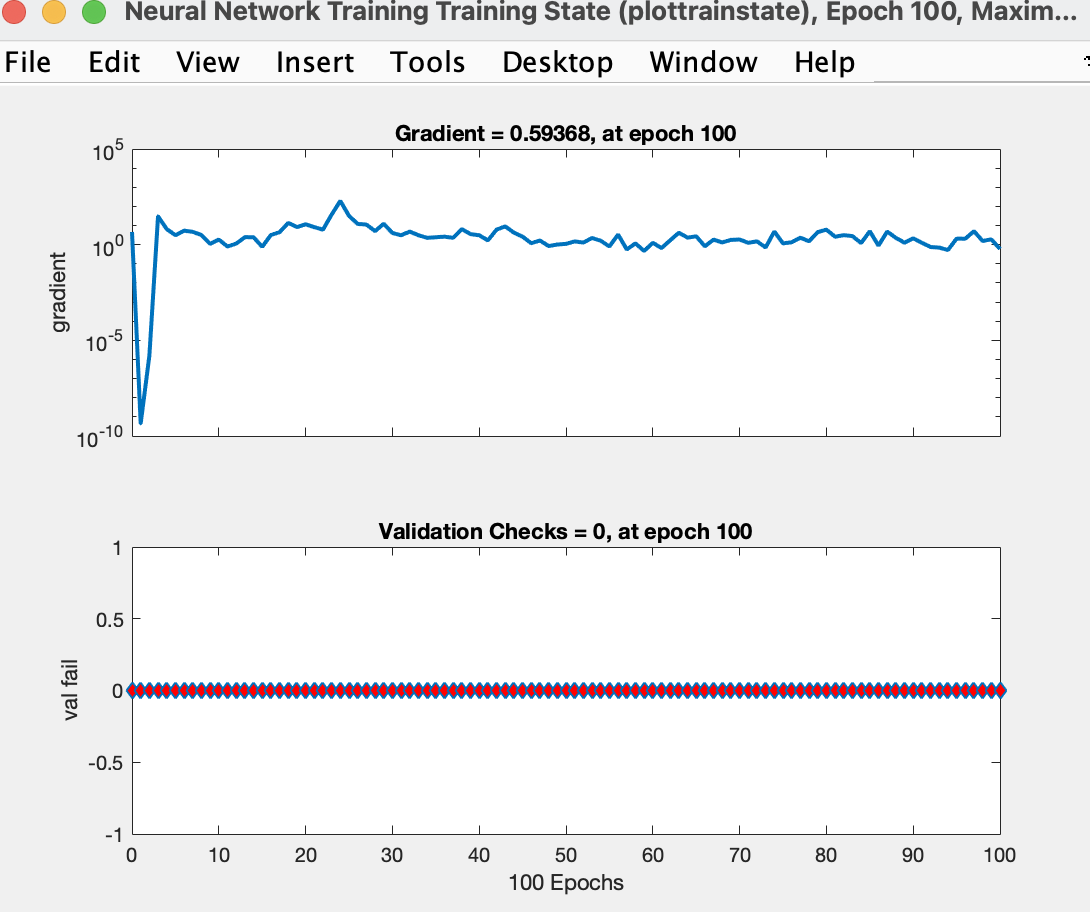 Neural Network Training Training State (plottrainstate), Epoch 100, Maxim...
File Edit View Insert Tools Desktop Window Help
Gradient = 0.59368, at epoch 100
10^5
10^0
10^-5
10^-10
gradient
Validation Checks = 0, at epoch 100
1
0.5
0
-0.5
-1
val fail
0 10 20 30 40 50 60 70 80 90 100
100 Epochs